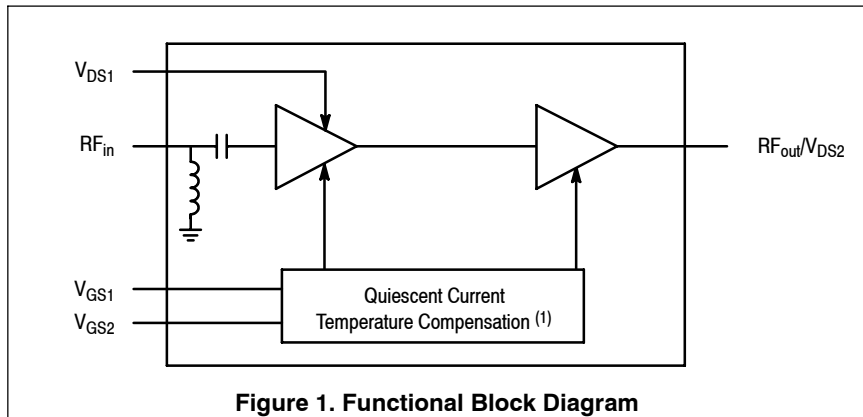 V_DS1
RF_in
RF_out/V_DS2
V_GS1
V_GS2
Quiescent Current
Temperature Compensation (1)
Figure 1. Functional Block Diagram